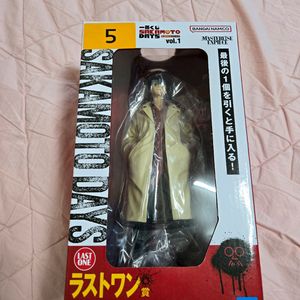 5
一番くじ
SAKAMOTO
DAYS
vol.1
BANDAI NAMCO
MASTERLISE
EXPIECE
最後の1個を引くと手に入る!
SAKAMOTO DAYS
LAST
ONE
ラストワン賞